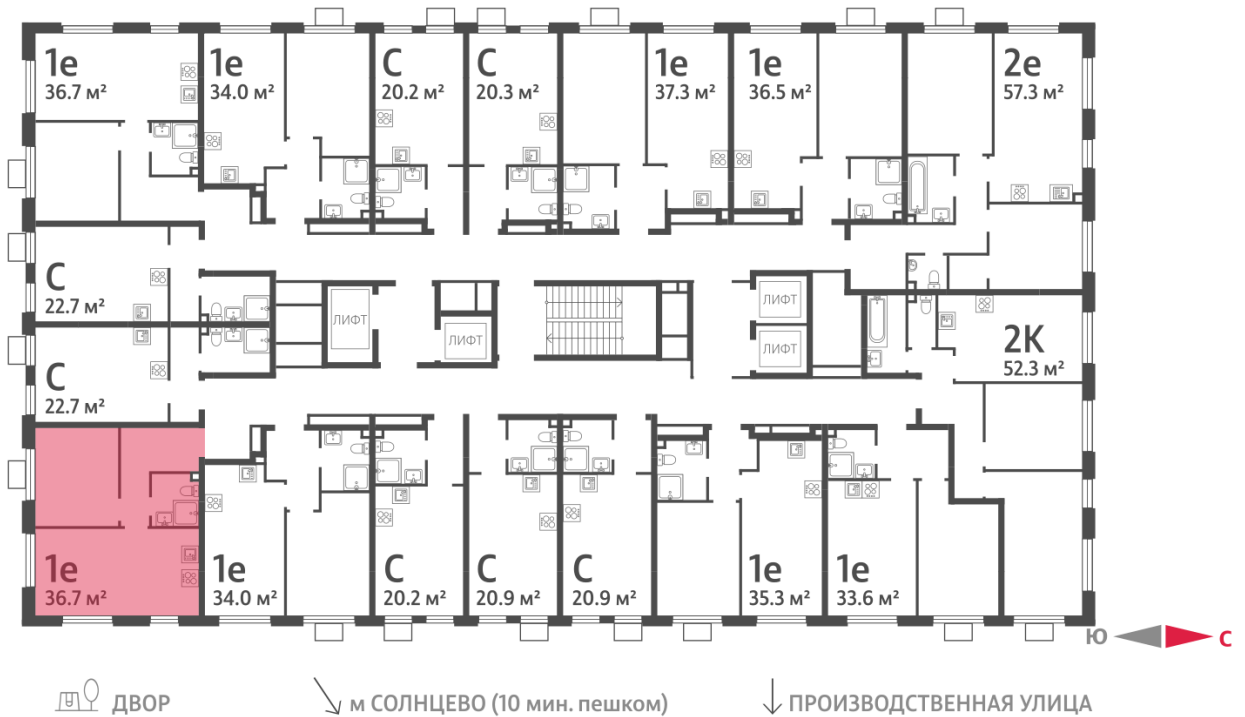 1е
36.7 м²
1е
34.0 м²
С
20.2 м²
С
20.3 м²
1е
37.3 м²
1е
36.5 м²
2е
57.3 м²
С
22.7 м²
ЛИФТ
ЛИФТ
ЛИФТ
ЛИФТ
2К
52.3 м²
С
22.7 м²
1е
36.7 м²
1е
34.0 м²
С
20.2 м²
С
20.9 м²
С
20.9 м²
1е
35.3 м²
1е
33.6 м²
Ю С
ДВОР
м СОЛНЦЕВО (10 мин. пешком)
ПРОИЗВОДСТВЕННАЯ УЛИЦА